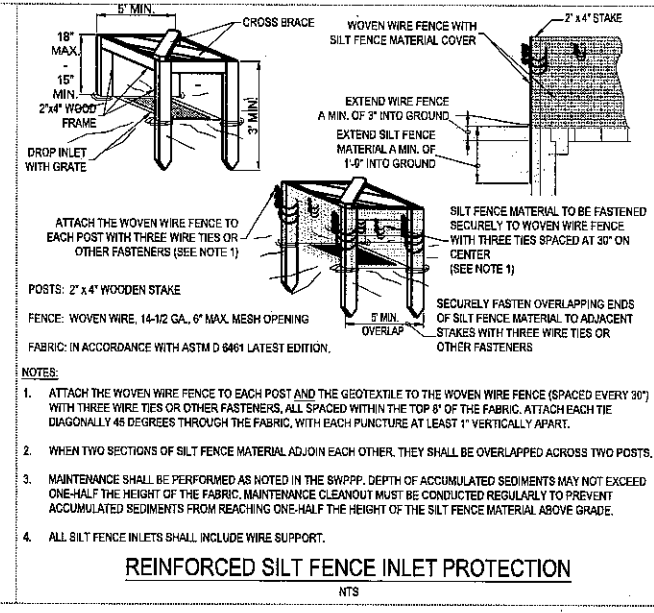 5' MIN.
CROSS BRACE
18"
MAX.
-
15"
MIN.
2"x4" WOOD
FRAME
DROP INLET
WITH GRATE
3' MIN.
WOVEN WIRE FENCE WITH
SILT FENCE MATERIAL COVER
2" x 4" STAKE
EXTEND WIRE FENCE
A MIN. OF 3" INTO GROUND
EXTEND SILT FENCE
MATERIAL A MIN. OF
1'-0" INTO GROUND
ATTACH THE WOVEN WIRE FENCE TO
EACH POST WITH THREE WIRE TIES OR
OTHER FASTENERS (SEE NOTE 1)
SILT FENCE MATERIAL TO BE FASTENED
SECURELY TO WOVEN WIRE FENCE
WITH THREE TIES SPACED AT 30" ON
CENTER
(SEE NOTE 1)
5' MIN.
OVERLAP
SECURELY FASTEN OVERLAPPING ENDS
OF SILT FENCE MATERIAL TO ADJACENT
STAKES WITH THREE WIRE TIES OR
OTHER FASTENERS
POSTS: 2" x 4" WOODEN STAKE
FENCE: WOVEN WIRE, 14-1/2 GA., 6" MAX. MESH OPENING
FABRIC: IN ACCORDANCE WITH ASTM D 6461 LATEST EDITION.
NOTES:
1. ATTACH THE WOVEN WIRE FENCE TO EACH POST AND THE GEOTEXTILE TO THE WOVEN WIRE FENCE (SPACED EVERY 30")
WITH THREE WIRE TIES OR OTHER FASTENERS, ALL SPACED WITHIN THE TOP 8" OF THE FABRIC. ATTACH EACH TIE
DIAGONALLY 45 DEGREES THROUGH THE FABRIC, WITH EACH PUNCTURE AT LEAST 1" VERTICALLY APART.
2. WHEN TWO SECTIONS OF SILT FENCE MATERIAL ADJOIN EACH OTHER, THEY SHALL BE OVERLAPPED ACROSS TWO POSTS.
3. MAINTENANCE SHALL BE PERFORMED AS NOTED IN THE SWPPP. DEPTH OF ACCUMULATED SEDIMENTS MAY NOT EXCEED
ONE-HALF THE HEIGHT OF THE FABRIC. MAINTENANCE CLEANOUT MUST BE CONDUCTED REGULARLY TO PREVENT
ACCUMULATED SEDIMENTS FROM REACHING ONE-HALF THE HEIGHT OF THE SILT FENCE MATERIAL ABOVE GRADE.
4. ALL SILT FENCE INLETS SHALL INCLUDE WIRE SUPPORT.
REINFORCED SILT FENCE INLET PROTECTION
NTS